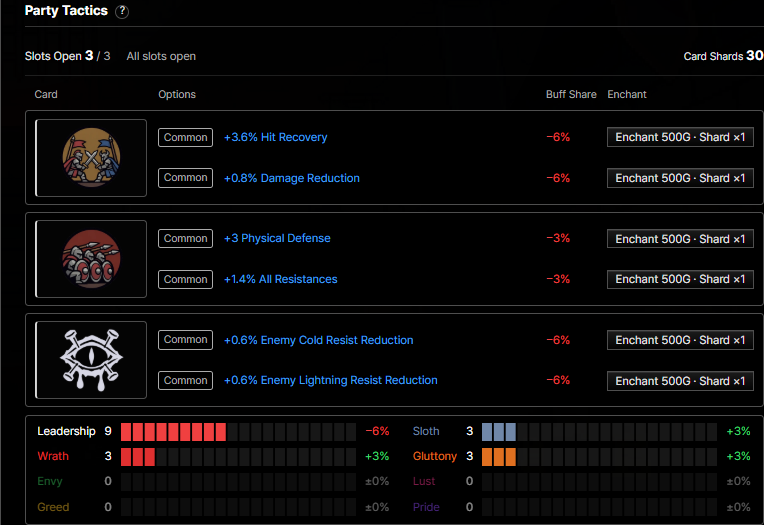 Party Tactics ?
Slots Open 3 / 3 All slots open Card Shards 30
Card Options Buff Share Enchant
Common +3.6% Hit Recovery −6% Enchant 500G · Shard ×1
Common +0.8% Damage Reduction −6% Enchant 500G · Shard ×1
Common +3 Physical Defense −3% Enchant 500G · Shard ×1
Common +1.4% All Resistances −3% Enchant 500G · Shard ×1
Common +0.6% Enemy Cold Resist Reduction −6% Enchant 500G · Shard ×1
Common +0.6% Enemy Lightning Resist Reduction −6% Enchant 500G · Shard ×1
Leadership 9 −6% Sloth 3 +3%
Wrath 3 +3% Gluttony 3 +3%
Envy 0 ±0% Lust 0 ±0%
Greed 0 ±0% Pride 0 ±0%